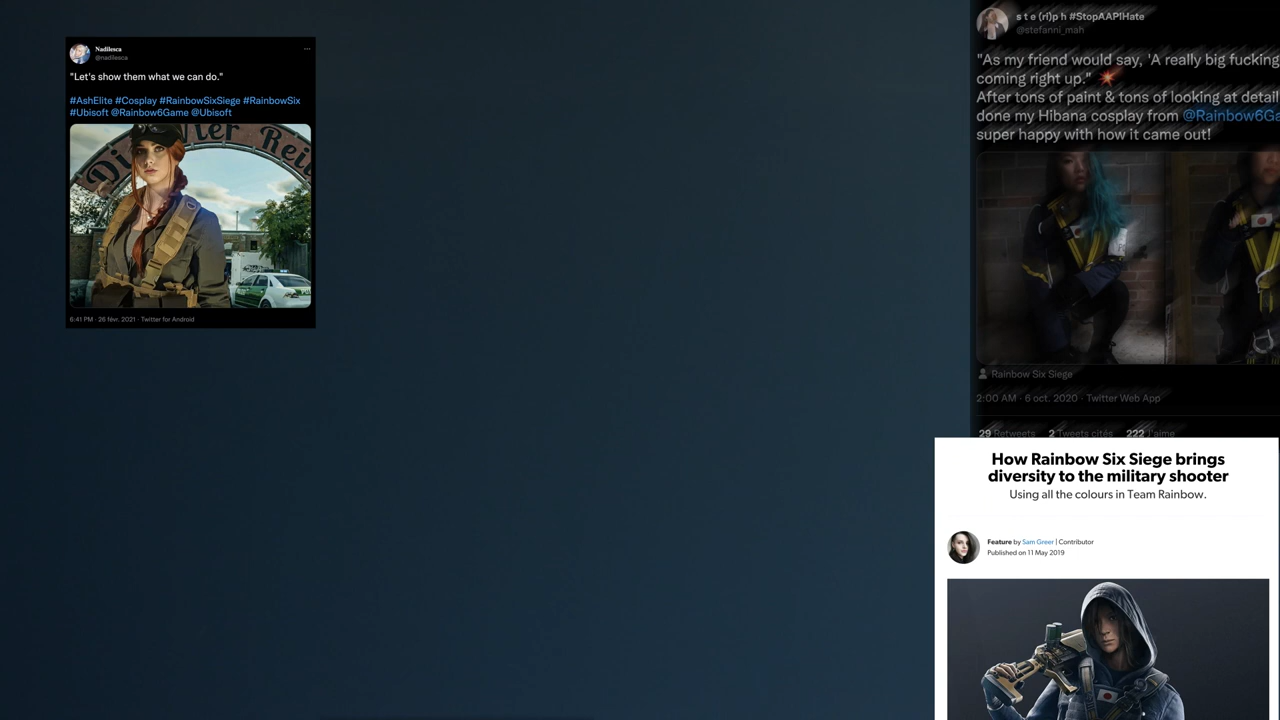 Nadilesca
@nadilesca
"Let's show them what we can do."
#AshElite #Cosplay #RainbowSixSiege #RainbowSix
#Ubisoft @Rainbow6Game @Ubisoft
6:41 PM · 26 févr. 2021 · Twitter for Android
s t e (ri)p h #StopAAPIHate
@stefanni_mah
"As my friend would say, 'A really big fucking
coming right up."
After tons of paint & tons of looking at detail
done my Hibana cosplay from @Rainbow6Ga
super happy with how it came out!
Rainbow Six Siege
2:00 AM · 6 oct. 2020 · Twitter Web App
29 Retweets 2 Tweets cités 222 J'aime
How Rainbow Six Siege brings
diversity to the military shooter
Using all the colours in Team Rainbow.
Feature by Sam Greer | Contributor
Published on 11 May 2019